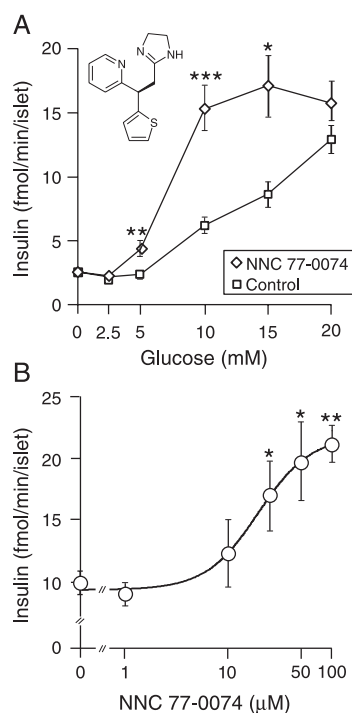 A
N
N
NH
S
Insulin (fmol/min/islet)
20
15
10
5
0
***
*
**
NNC 77-0074
Control
0 2.5 5 10 15 20
Glucose (mM)
B
Insulin (fmol/min/islet)
25
20
15
10
0
*
*
**
0 1 10 50 100
NNC 77-0074 (μM)